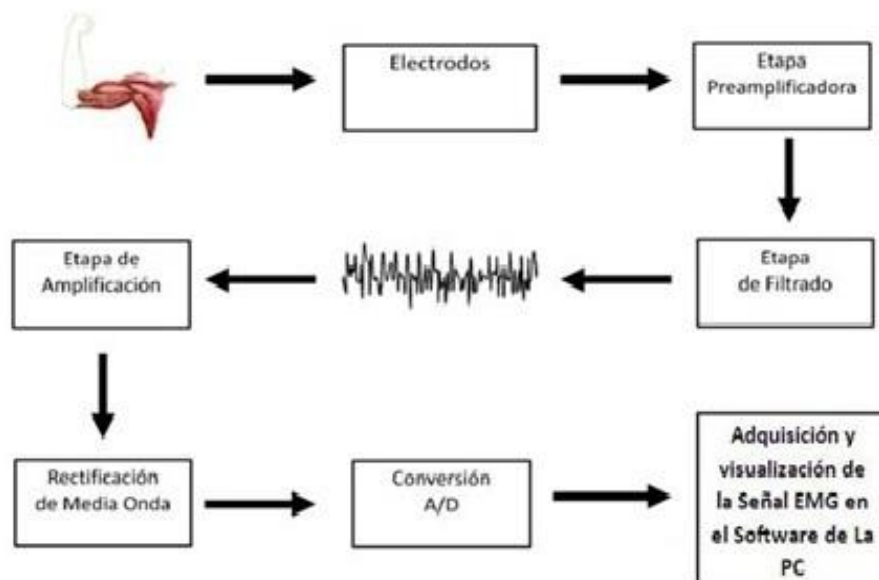 Electrodos
Etapa
Preamplificadora
Etapa de
Amplificación
Etapa
de Filtrado
Rectificación
de Media Onda
Conversión
A/D
Adquisición y
visualización de
la Señal EMG en
el Software de La
PC